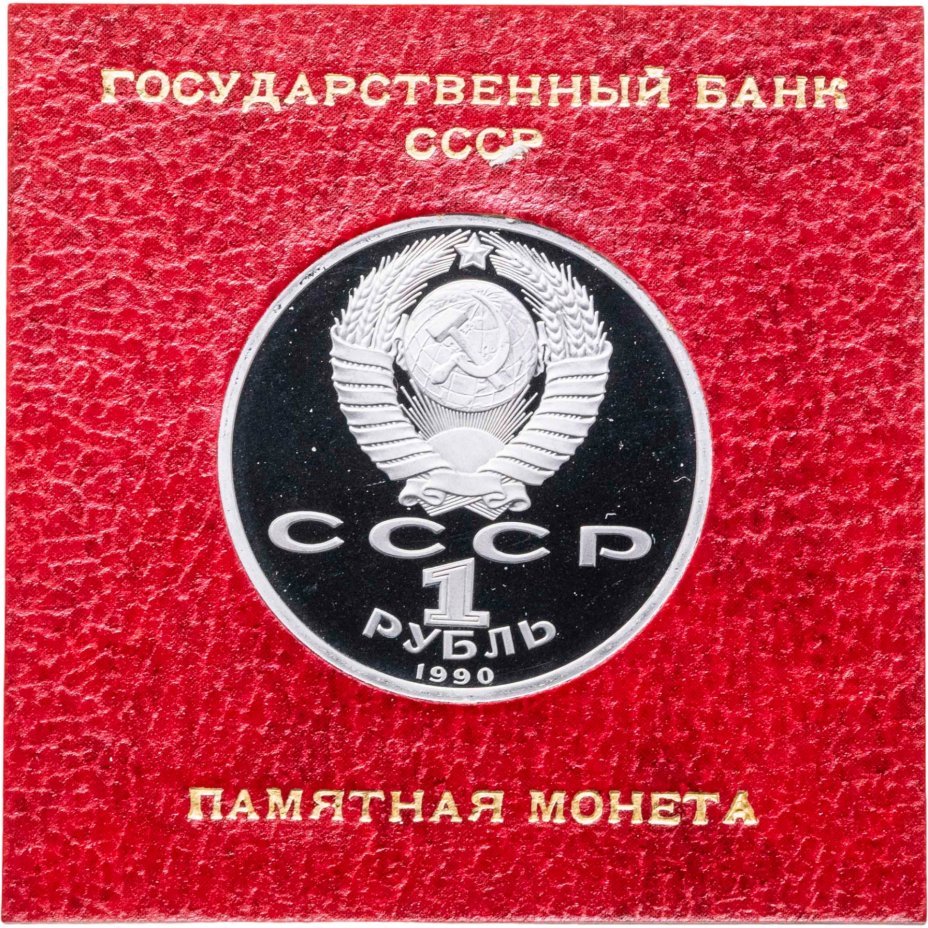 ГОСУДАРСТВЕННЫЙ БАНК
СССР
СССР
1
РУБЛЬ
1990
ПАМЯТНАЯ МОНЕТА